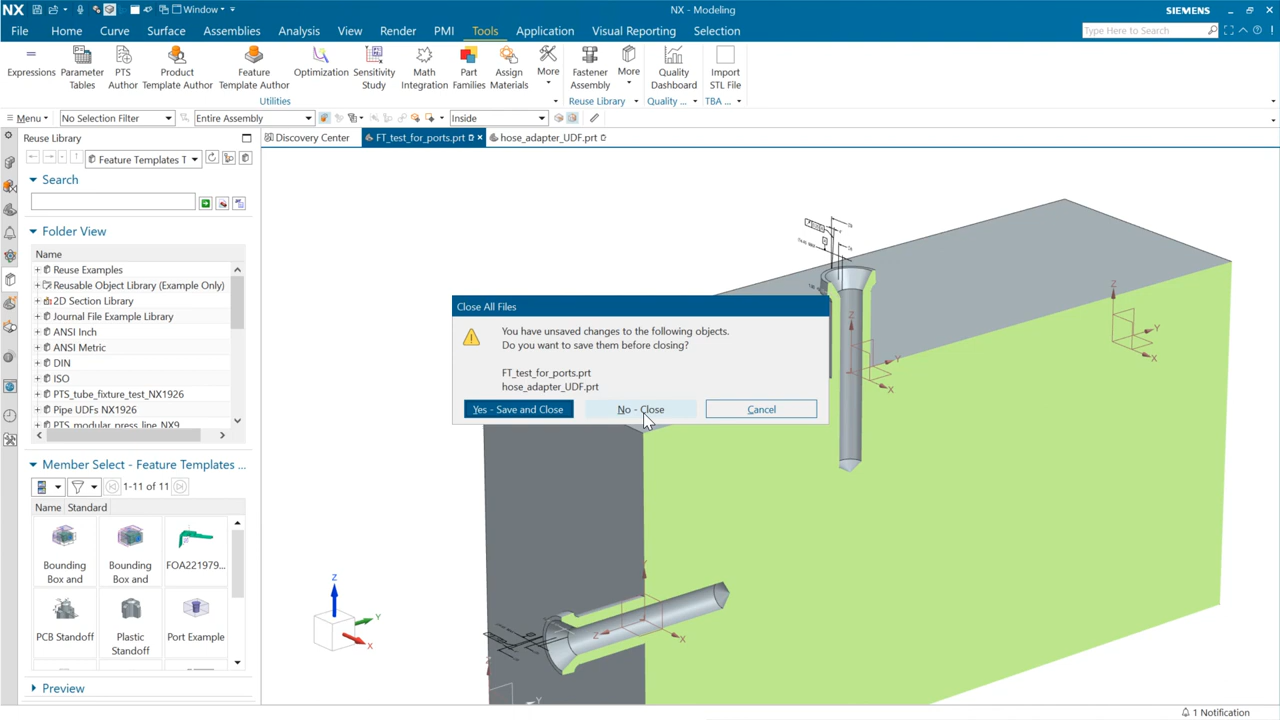 NX
Window
NX - Modeling
SIEMENS
File
Home
Curve
Surface
Assemblies
Analysis
View
Render
PMI
Tools
Application
Visual Reporting
Selection
Type Here to Search
Expressions
Parameter
Tables
PTS
Author
Product
Template Author
Feature
Template Author
Optimization
Sensitivity
Study
Math
Integration
Part
Families
Assign
Materials
More
Fastener
Assembly
More
Quality
Dashboard
Import
STL File
Utilities
Reuse Library
Quality ...
TBA ...
Menu
No Selection Filter
Entire Assembly
Inside
Reuse Library
Discovery Center
FT_test_for_ports.prt
hose_adapter_UDF.prt
Feature Templates T
Search
Folder View
Name
Reuse Examples
Reusable Object Library (Example Only)
2D Section Library
Journal File Example Library
ANSI Inch
ANSI Metric
DIN
ISO
PTS_tube_fixture_test_NX1926
Pipe UDFs NX1926
PTS_modular_press_line_NX9
Member Select - Feature Templates ...
1-11 of 11
Name Standard
Bounding
Box and
Bounding
Box and
FOA221979...
PCB Standoff
Plastic
Standoff
Port Example
Preview
Close All Files
You have unsaved changes to the following objects.
Do you want to save them before closing?
FT_test_for_ports.prt
hose_adapter_UDF.prt
Yes - Save and Close
No - Close
Cancel
Z
Y
X
Z
Y
X
Z
Y
X
Z
Z
X
Z
Y
1 Notification